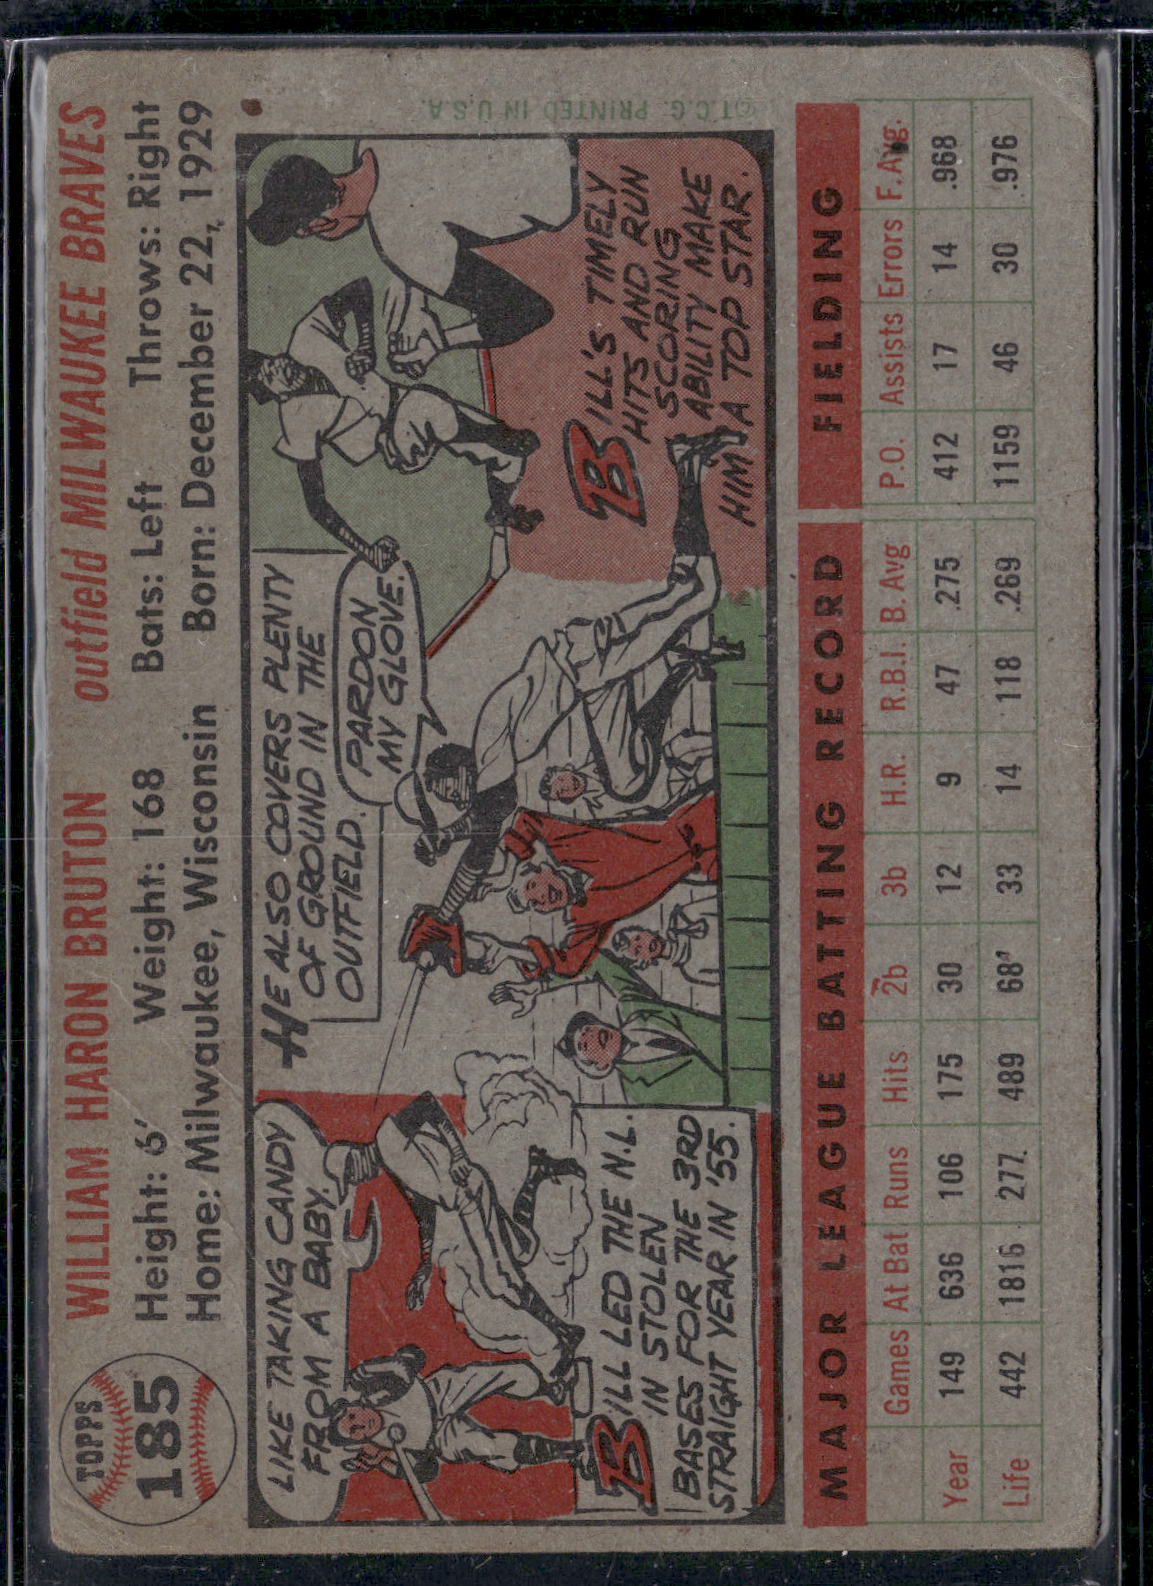 TOPPS
185
WILLIAM HARON BRUTON outfield MILWAUKEE BRAVES
Height: 6' Weight: 168 Bats: Left Throws: Right
Home: Milwaukee, Wisconsin Born: December 22, 1929
LIKE TAKING CANDY
FROM A BABY.
BILL LED THE N.L.
IN STOLEN
BASES FOR THE 3RD
STRAIGHT YEAR IN '55.
HE ALSO COVERS PLENTY
OF GROUND IN THE
OUTFIELD.
PARDON
MY GLOVE.
BILL'S TIMELY
HITS AND RUN
SCORING
ABILITY MAKE
HIM A TOP STAR.
©T.C.G. PRINTED IN U.S.A.
MAJOR LEAGUE BATTING RECORD FIELDING
Games At Bat Runs Hits 2b 3b H.R. R.B.I. B. Avg P.O. Assists Errors F. Avg.
Year 149 636 106 175 30 12 9 47 .275 412 17 14 .968
Life 442 1816 277 489 68 33 14 118 .269 1159 46 30 .976